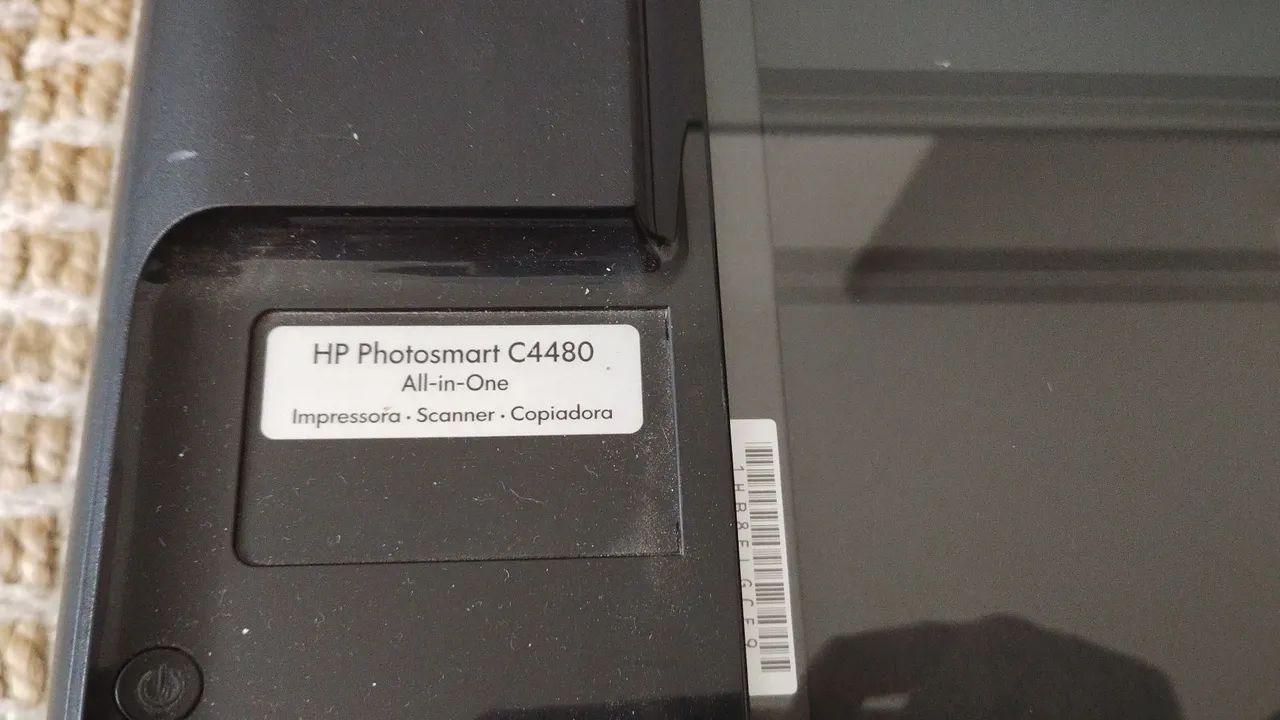 HP Photosmart C4480
All-in-One
Impressora · Scanner · Copiadora